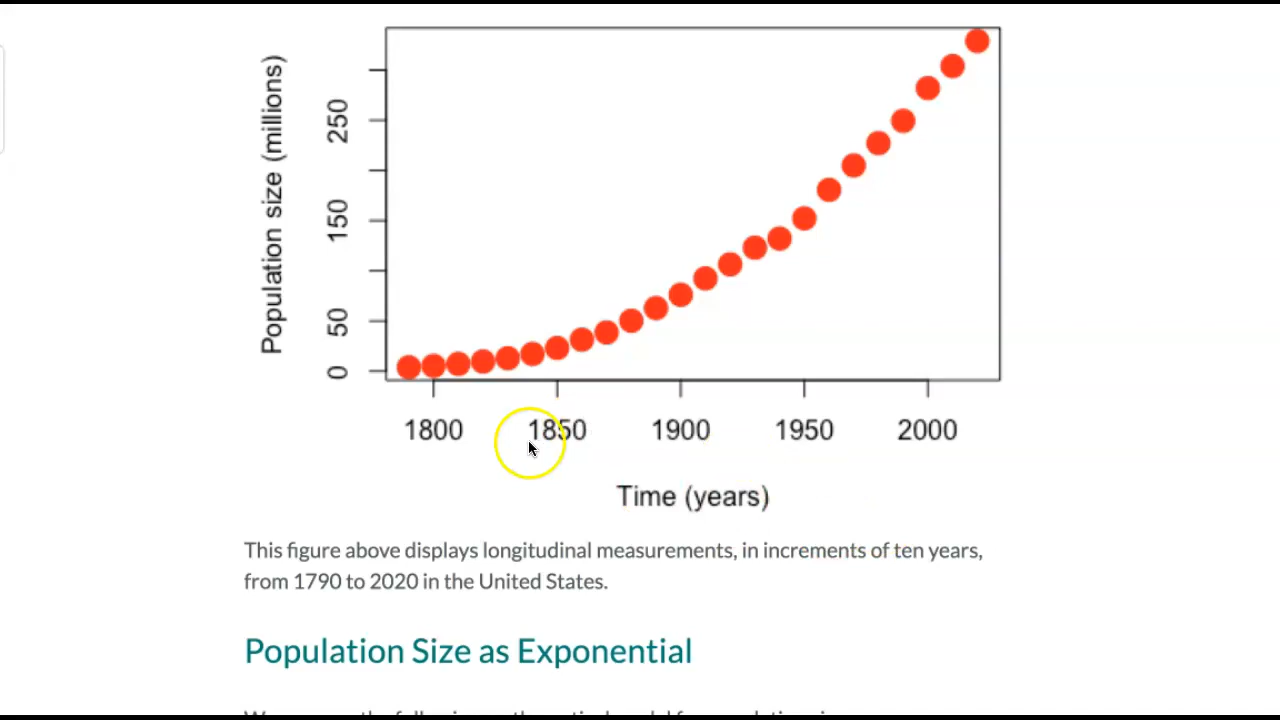 Population size (millions)
250
150
50
0
1800 1850 1900 1950 2000
Time (years)
This figure above displays longitudinal measurements, in increments of ten years,
from 1790 to 2020 in the United States.
Population Size as Exponential